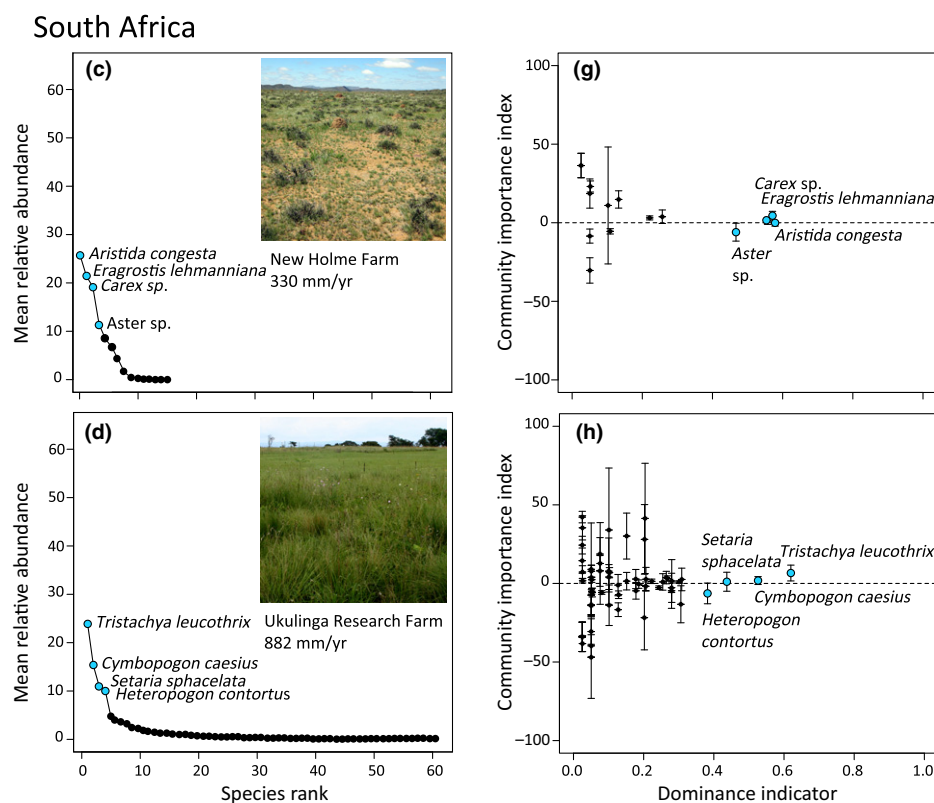 South Africa
(c)
Mean relative abundance
60
50
40
30
20
10
0
Aristida congesta
Eragrostis lehmanniana
Carex sp.
Aster sp.
New Holme Farm
330 mm/yr
(g)
Community importance index
100
50
0
−50
−100
Carex sp.
Eragrostis lehmanniana
Aristida congesta
Aster
sp.
(d)
Mean relative abundance
60
50
40
30
20
10
0
Tristachya leucothrix
Cymbopogon caesius
Setaria sphacelata
Heteropogon contortus
Ukulinga Research Farm
882 mm/yr
0 10 20 30 40 50 60
Species rank
(h)
Community importance index
100
50
0
−50
−100
Setaria
sphacelata
Tristachya leucothrix
Cymbopogon caesius
Heteropogon
contortus
0.0 0.2 0.4 0.6 0.8 1.0
Dominance indicator